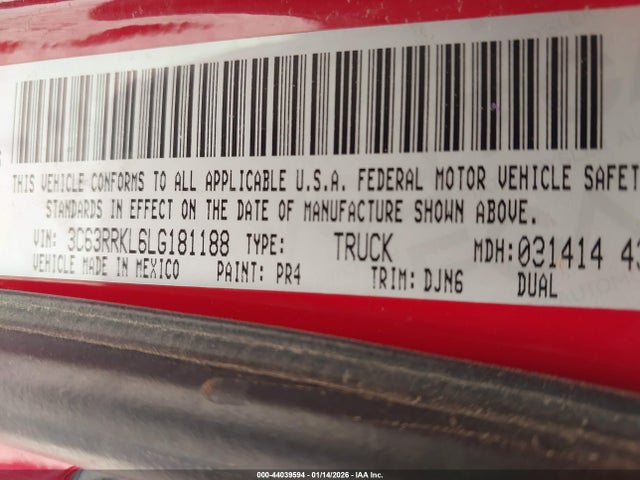 THIS VEHICLE CONFORMS TO ALL APPLICABLE U.S.A. FEDERAL MOTOR VEHICLE SAFET
STANDARDS IN EFFECT ON THE DATE OF MANUFACTURE SHOWN ABOVE.
VIN: 3C63RRKL6LG181188 TYPE: TRUCK MDH: 031414 43
VEHICLE MADE IN MEXICO PAINT: PR4 TRIM: DJN6 DUAL
000-44039594 | 01/14/2026 | IAA Inc.